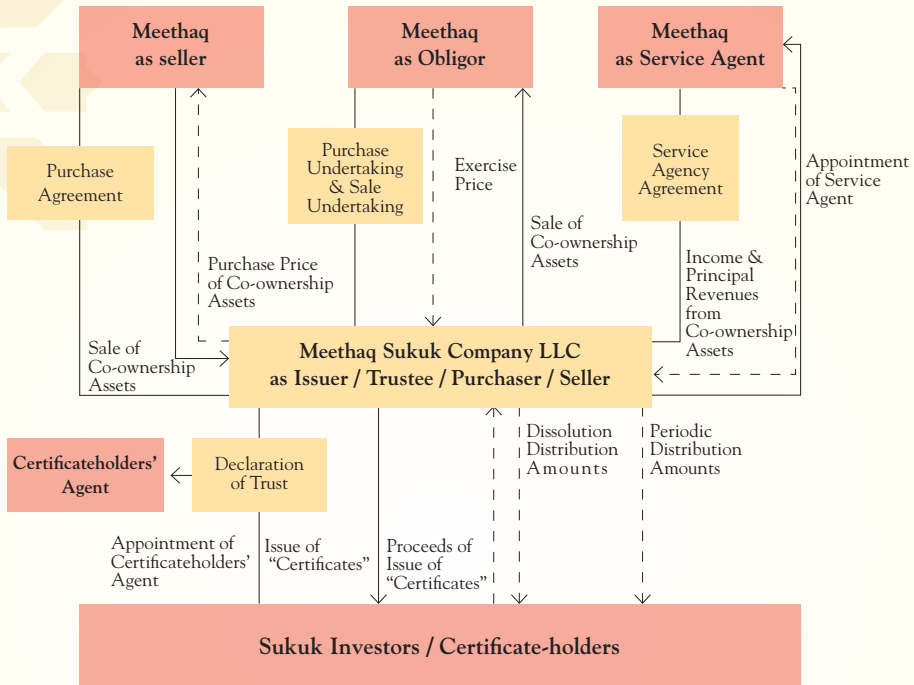 Meethaq
as seller
Meethaq
as Obligor
Meethaq
as Service Agent
Purchase
Agreement
Purchase
Undertaking
& Sale
Undertaking
Exercise
Price
Service
Agency
Agreement
Appointment
of Service
Agent
Sale of
Co-ownership
Assets
Purchase Price
of Co-ownership
Assets
Income &
Principal
Revenues
from
Co-ownership
Assets
Sale of
Co-ownership
Assets
Meethaq Sukuk Company LLC
as Issuer / Trustee / Purchaser / Seller
Certificateholders’
Agent
Declaration
of Trust
Dissolution
Distribution
Amounts
Periodic
Distribution
Amounts
Appointment of
Certificateholders’
Agent
Issue of
“Certificates”
Proceeds of
Issue of
“Certificates”
Sukuk Investors / Certificate-holders